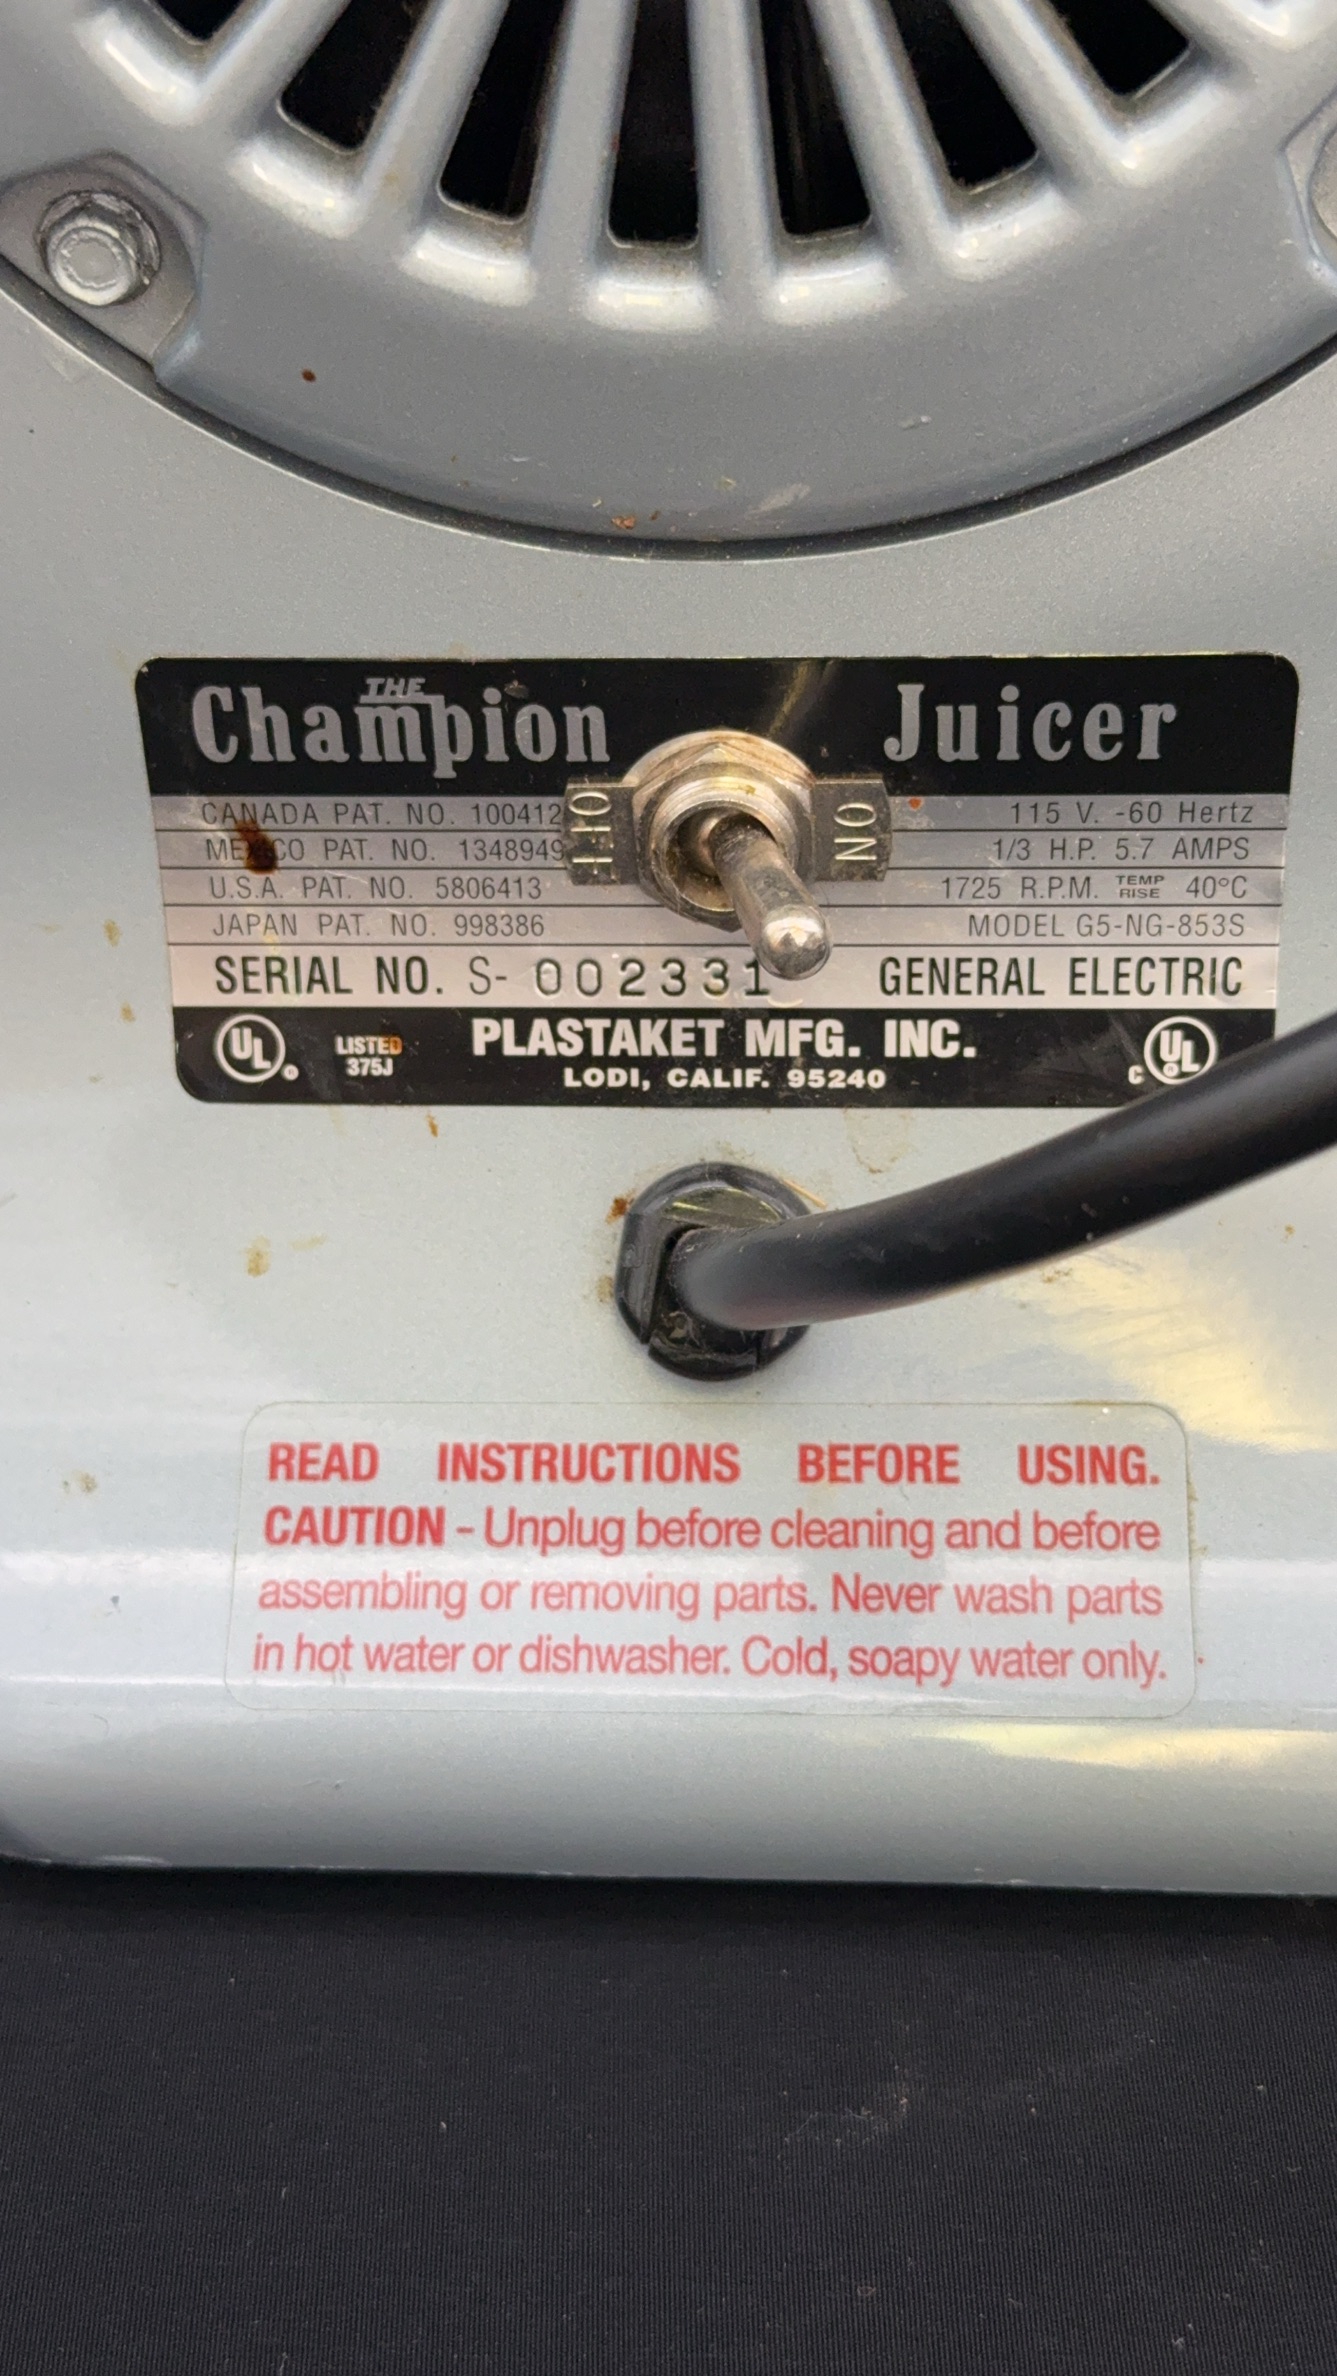 THE
Champion Juicer
CANADA PAT. NO. 100412
MEXICO PAT. NO. 1348949
U.S.A. PAT. NO. 5806413
JAPAN PAT. NO. 998386
OFF
ON
115 V. -60 Hertz
1/3 H.P. 5.7 AMPS
1725 R.P.M. TEMP RISE 40°C
MODEL G5-NG-853S
SERIAL NO. S- 002331 GENERAL ELECTRIC
UL
LISTED
375J
PLASTAKET MFG. INC.
LODI, CALIF. 95240
C UL
READ INSTRUCTIONS BEFORE USING.
CAUTION - Unplug before cleaning and before
assembling or removing parts. Never wash parts
in hot water or dishwasher. Cold, soapy water only.